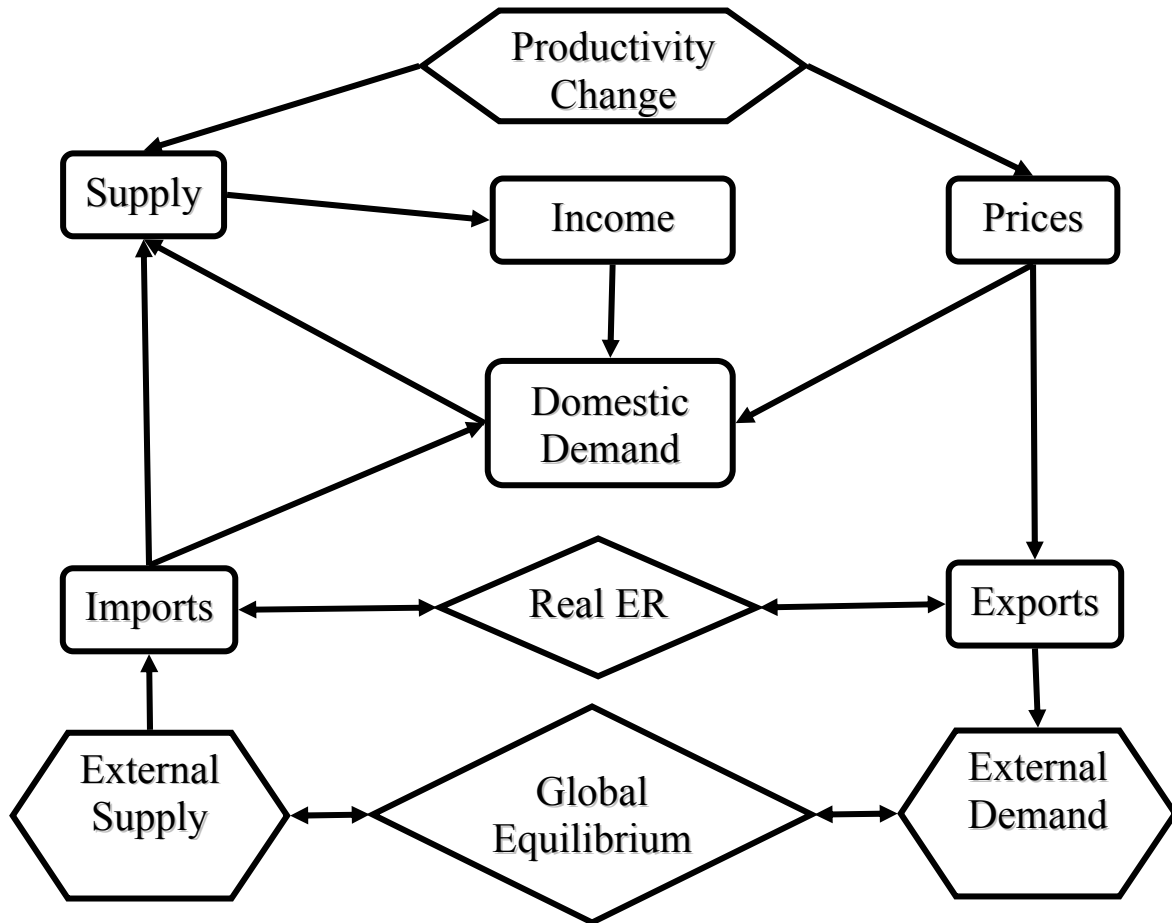 Productivity
Change
Supply
Income
Prices
Domestic
Demand
Imports
Real ER
Exports
External
Supply
Global
Equilibrium
External
Demand